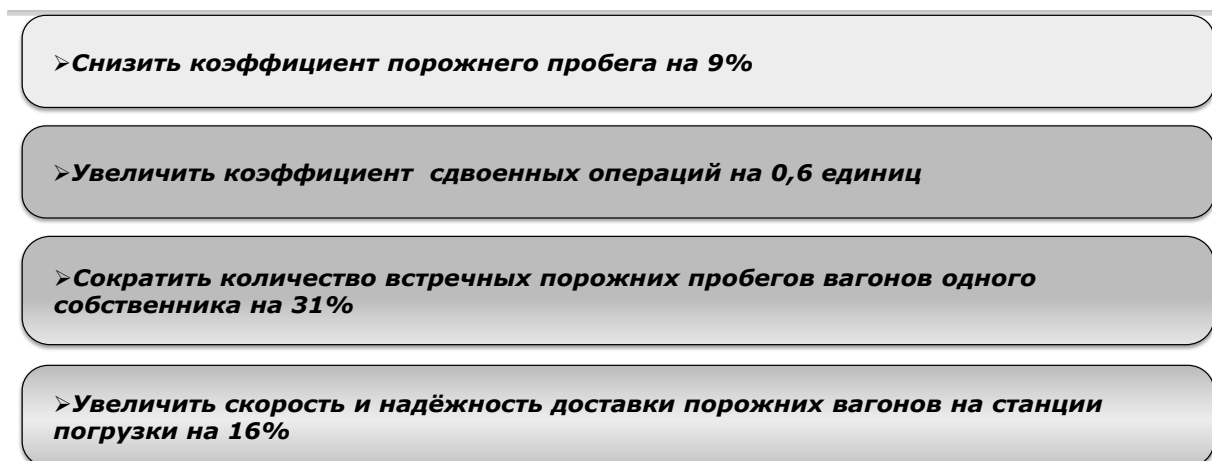 ➢Снизить коэффициент порожнего пробега на 9%
➢Увеличить коэффициент сдвоенных операций на 0,6 единиц
➢Сократить количество встречных порожних пробегов вагонов одного
собственника на 31%
➢Увеличить скорость и надёжность доставки порожних вагонов на станции
погрузки на 16%